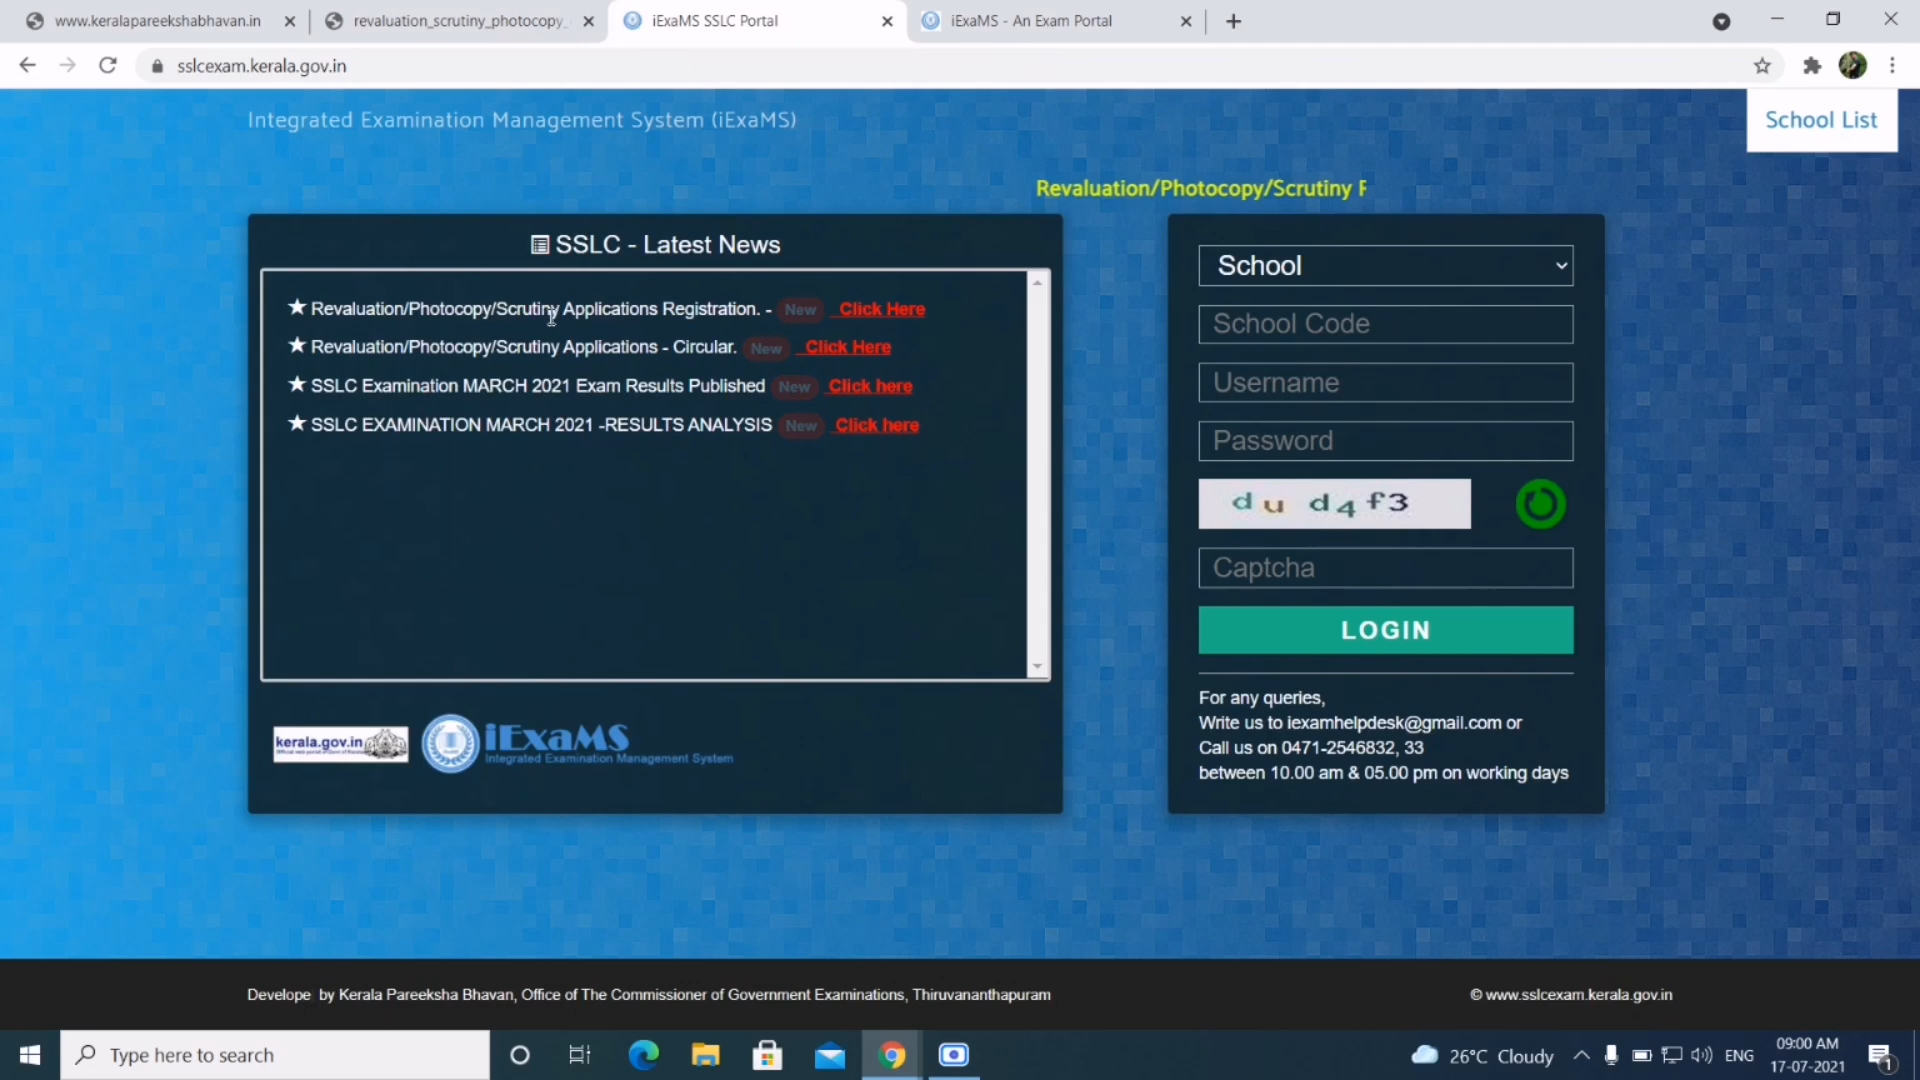 www.keralapareekshabhavan.in
revaluation_scrutiny_photocopy_
iExaMS SSLC Portal
iExaMS - An Exam Portal
sslcexam.kerala.gov.in
Integrated Examination Management System (iExaMS)
School List
Revaluation/Photocopy/Scrutiny F
SSLC - Latest News
Revaluation/Photocopy/Scrutiny Applications Registration. - New Click Here
Revaluation/Photocopy/Scrutiny Applications - Circular. New Click Here
SSLC Examination MARCH 2021 Exam Results Published New Click here
SSLC EXAMINATION MARCH 2021 -RESULTS ANALYSIS New Click here
kerala.gov.in
iExaMS
Integrated Examination Management System
School
School Code
Username
Password
d u d4f3
Captcha
LOGIN
For any queries,
Write us to iexamhelpdesk@gmail.com or
Call us on 0471-2546832, 33
between 10.00 am & 05.00 pm on working days
Develope by Kerala Pareeksha Bhavan, Office of The Commissioner of Government Examinations, Thiruvananthapuram
© www.sslcexam.kerala.gov.in
Type here to search
26°C Cloudy
ENG
09:00 AM
17-07-2021
1